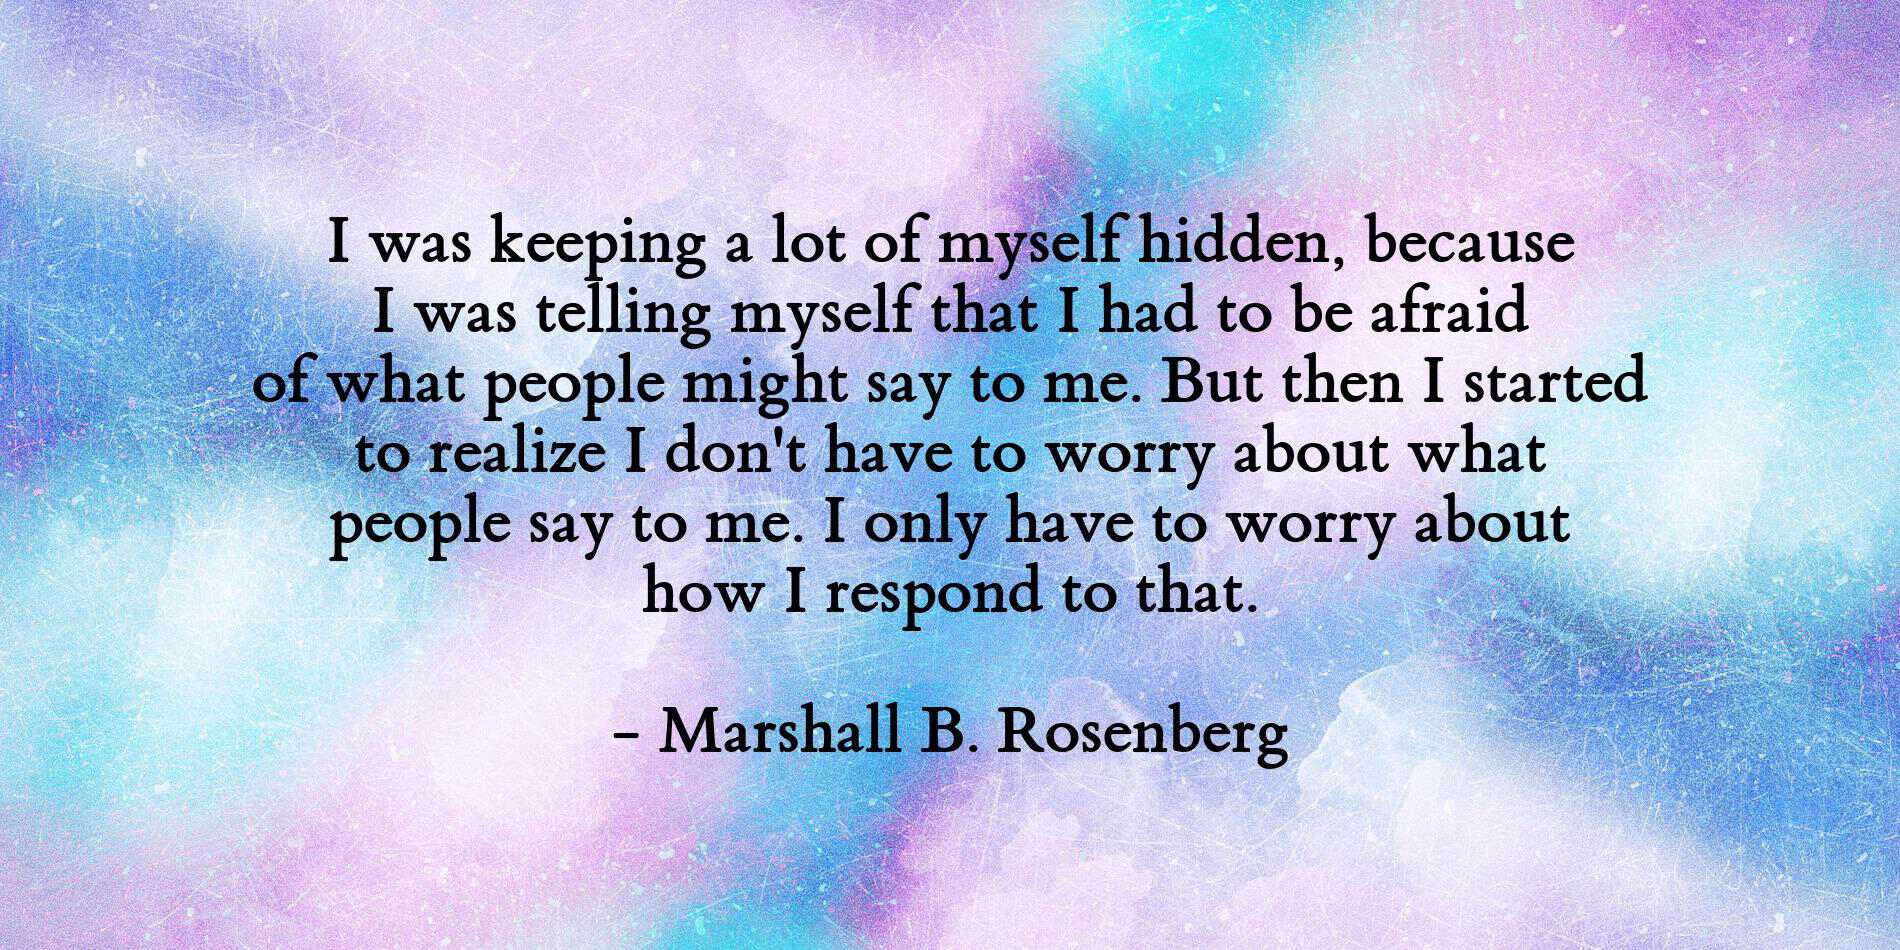 I was keeping a lot of myself hidden, because
I was telling myself that I had to be afraid
of what people might say to me. But then I started
to realize I don't have to worry about what
people say to me. I only have to worry about
how I respond to that.
- Marshall B. Rosenberg